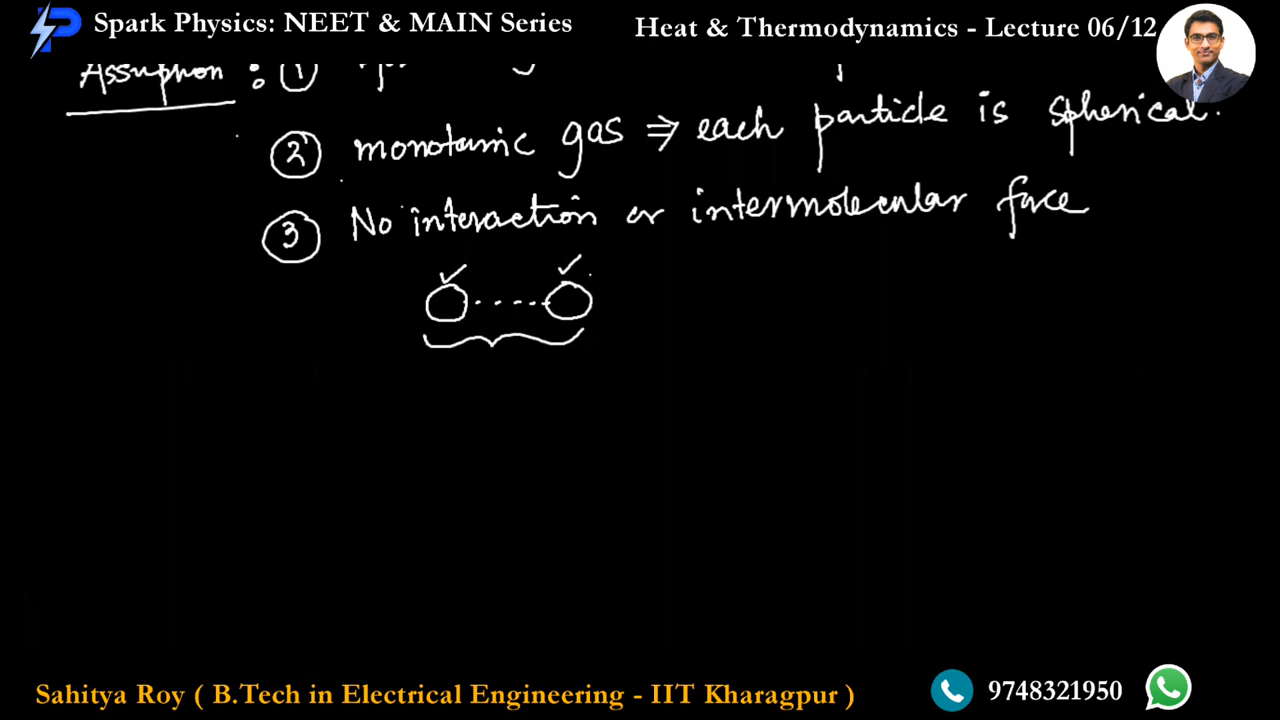 Spark Physics: NEET & MAIN Series
Heat & Thermodynamics - Lecture 06/12
Assuption : ①
② monotamic gas ⇒ each particle is spherical.
③ No interaction or intermolecular force
Sahitya Roy ( B.Tech in Electrical Engineering - IIT Kharagpur )
9748321950